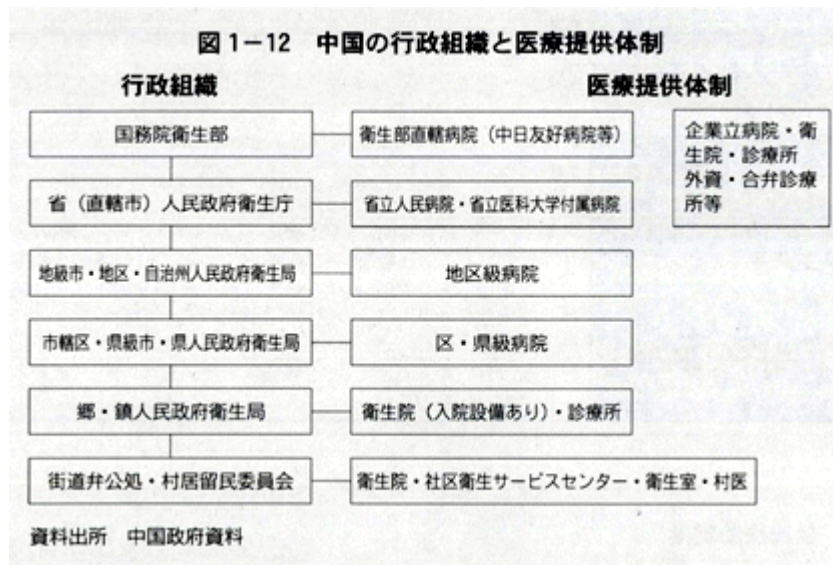 図1-12 中国の行政組織と医療提供体制
行政組織
医療提供体制
国務院衛生部
衛生部直轄病院（中日友好病院等）
企業立病院・衛
生院・診療所
外資・合弁診療
所等
省（直轄市）人民政府衛生庁
省立人民病院・省立医科大学付属病院
地級市・地区・自治州人民政府衛生局
地区級病院
市轄区・県級市・県人民政府衛生局
区・県級病院
郷・鎮人民政府衛生局
衛生院（入院設備あり）・診療所
街道弁公処・村居留民委員会
衛生院・社区衛生サービスセンター・衛生室・村医
資料出所 中国政府資料